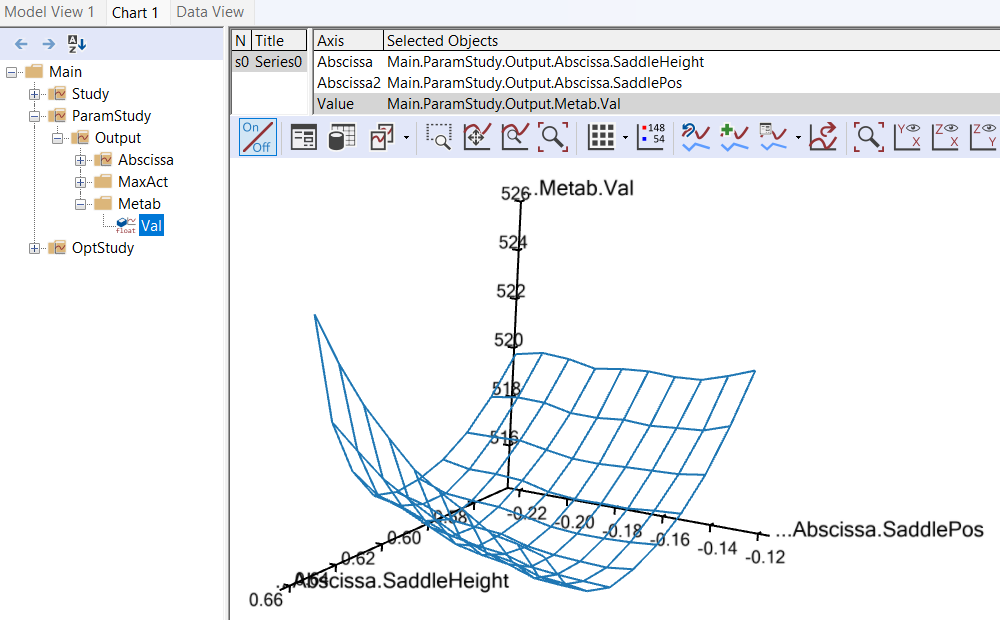 Model View 1 Chart 1 Data View
N Title Axis Selected Objects
s0 Series0 Abscissa Main.ParamStudy.Output.Abscissa.SaddleHeight
Abscissa2 Main.ParamStudy.Output.Abscissa.SaddlePos
Value Main.ParamStudy.Output.Metab.Val
A
Z
Main
Study
ParamStudy
Output
Abscissa
MaxAct
Metab
float Val
OptStudy
On
Off
148
54
Y
X
Z
X
Z
Y
526 ...Metab.Val
524
522
520
518
516
-0.22
-0.20
-0.18
-0.16
-0.14
-0.12
...Abscissa.SaddlePos
0.58
0.60
0.62
0.64
0.66
...Abscissa.SaddleHeight